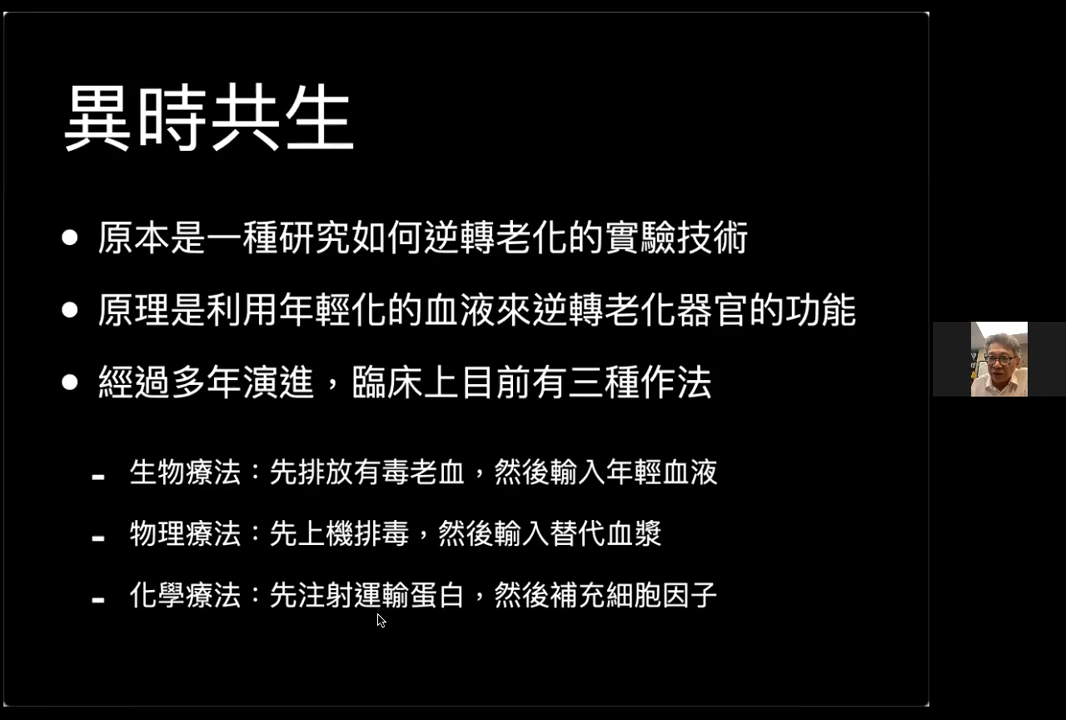 異時共生
● 原本是一種研究如何逆轉老化的實驗技術
● 原理是利用年輕化的血液來逆轉老化器官的功能
● 經過多年演進，臨床上目前有三種作法
- 生物療法：先排放有毒老血，然後輸入年輕血液
- 物理療法：先上機排毒，然後輸入替代血漿
- 化學療法：先注射運輸蛋白，然後補充細胞因子